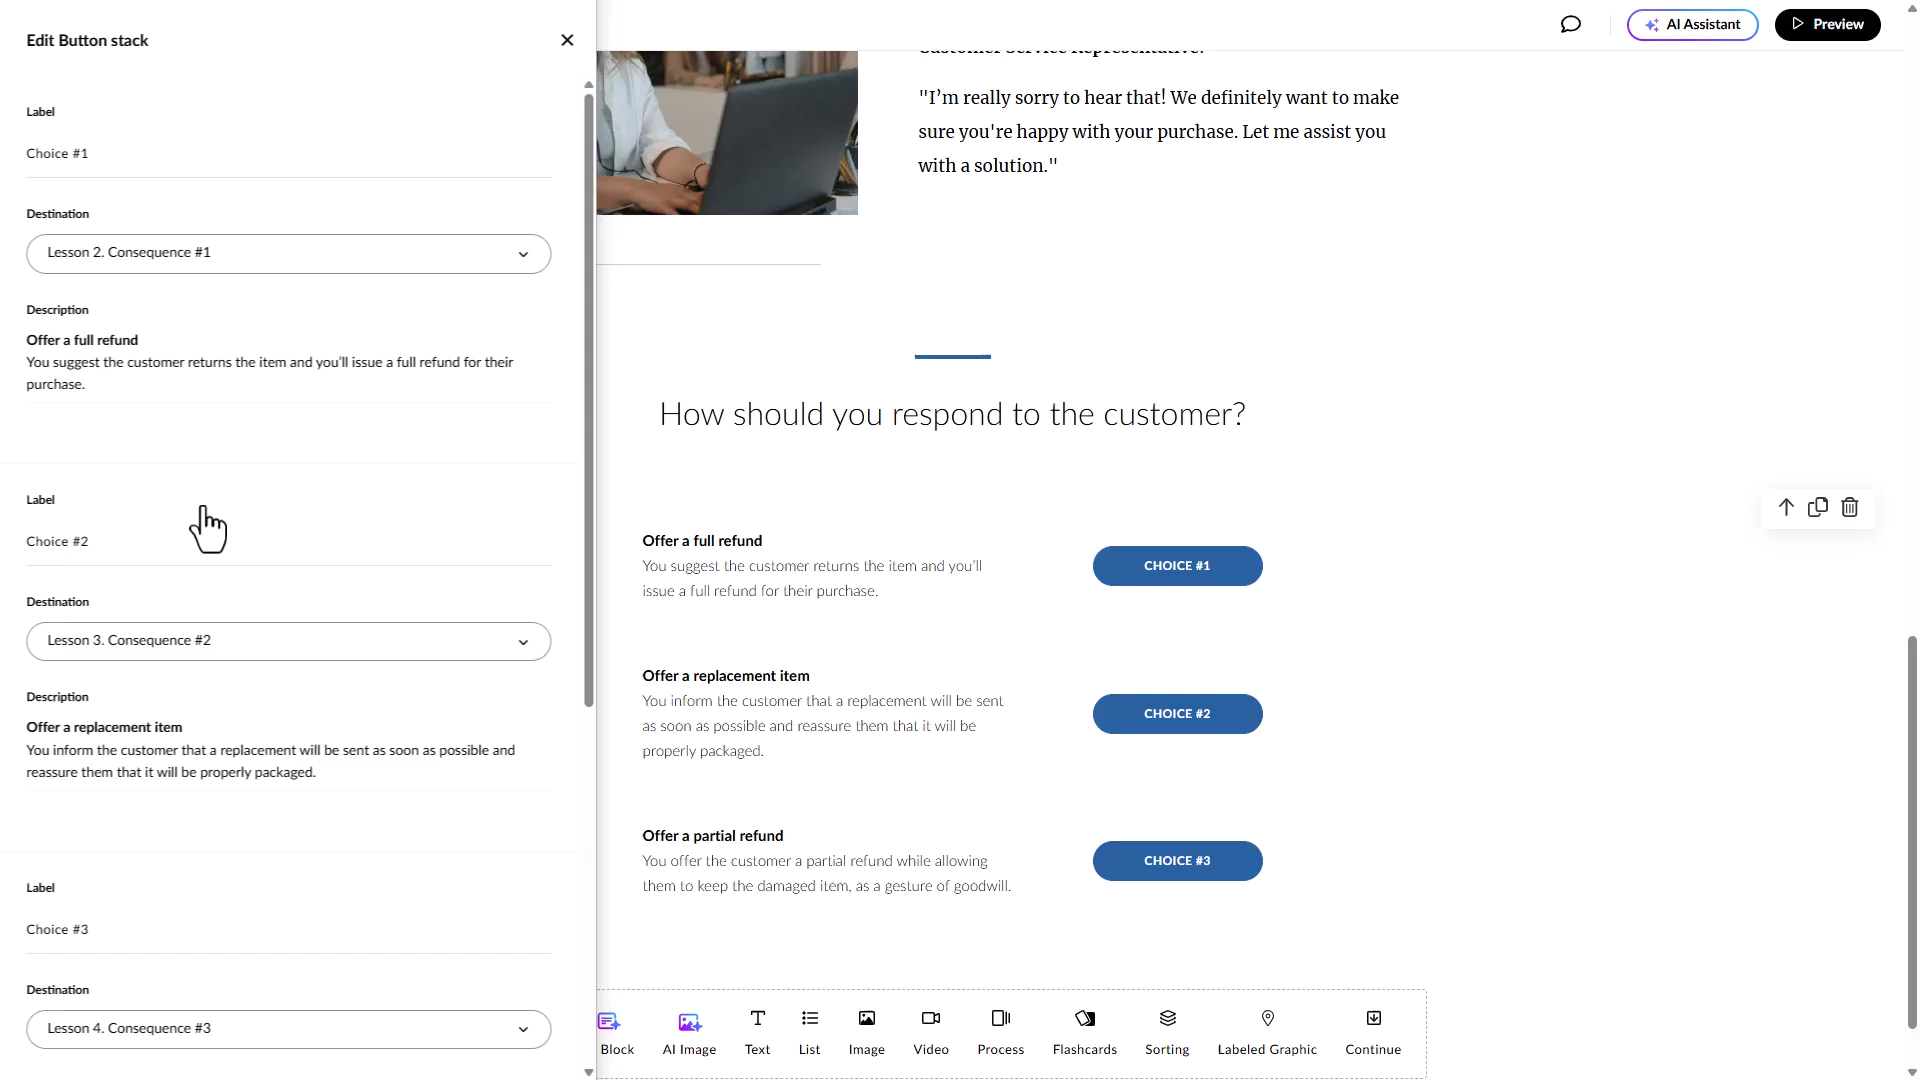 Edit Button stack
Label
Choice #1
Destination
Lesson 2. Consequence #1
Description
Offer a full refund
You suggest the customer returns the item and you’ll issue a full refund for their
purchase.
Label
Choice #2
Destination
Lesson 3. Consequence #2
Description
Offer a replacement item
You inform the customer that a replacement will be sent as soon as possible and
reassure them that it will be properly packaged.
Label
Choice #3
Destination
Lesson 4. Consequence #3
AI Assistant
Preview
Customer Service Representative:
"I’m really sorry to hear that! We definitely want to make
sure you're happy with your purchase. Let me assist you
with a solution."
How should you respond to the customer?
Offer a full refund
You suggest the customer returns the item and you’ll
issue a full refund for their purchase.
CHOICE #1
Offer a replacement item
You inform the customer that a replacement will be sent
as soon as possible and reassure them that it will be
properly packaged.
CHOICE #2
Offer a partial refund
You offer the customer a partial refund while allowing
them to keep the damaged item, as a gesture of goodwill.
CHOICE #3
Block
AI Image
Text
List
Image
Video
Process
Flashcards
Sorting
Labeled Graphic
Continue